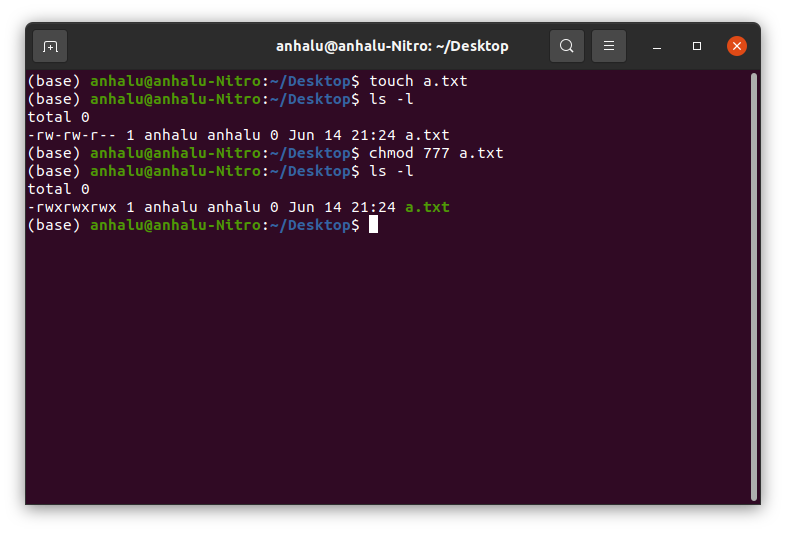 anhalu@anhalu-Nitro: ~/Desktop
(base) anhalu@anhalu-Nitro:~/Desktop$ touch a.txt
(base) anhalu@anhalu-Nitro:~/Desktop$ ls -l
total 0
-rw-rw-r-- 1 anhalu anhalu 0 Jun 14 21:24 a.txt
(base) anhalu@anhalu-Nitro:~/Desktop$ chmod 777 a.txt
(base) anhalu@anhalu-Nitro:~/Desktop$ ls -l
total 0
-rwxrwxrwx 1 anhalu anhalu 0 Jun 14 21:24 a.txt
(base) anhalu@anhalu-Nitro:~/Desktop$